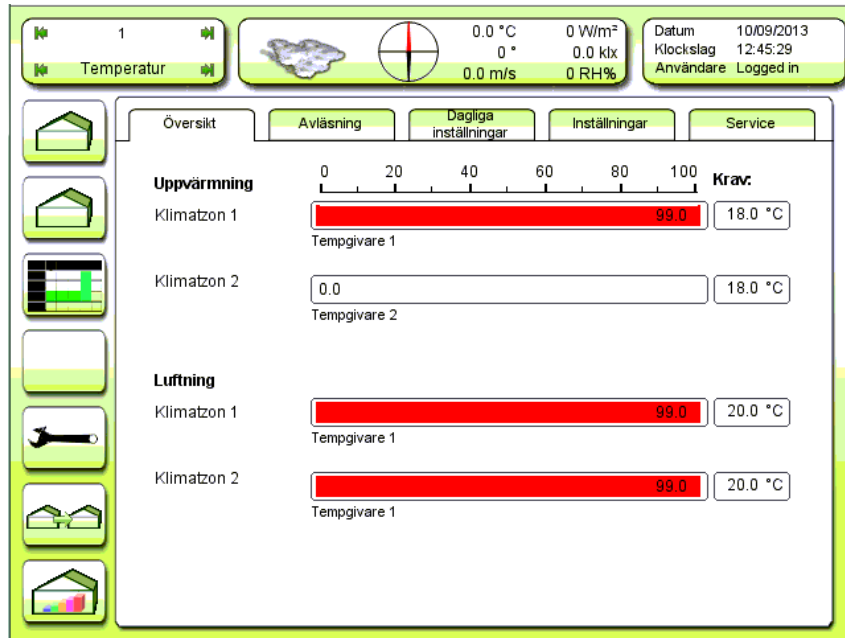 1
Temperatur
0.0 °C 0 W/m²
0 ° 0.0 klx
0.0 m/s 0 RH%
Datum 10/09/2013
Klockslag 12:45:29
Användare Logged in
Översikt
Avläsning
Dagliga
inställningar
Inställningar
Service
0 20 40 60 80 100
Uppvärmning Krav:
Klimatzon 1 99.0 18.0 °C
Tempgivare 1
Klimatzon 2 0.0 18.0 °C
Tempgivare 2
Luftning
Klimatzon 1 99.0 20.0 °C
Tempgivare 1
Klimatzon 2 99.0 20.0 °C
Tempgivare 1